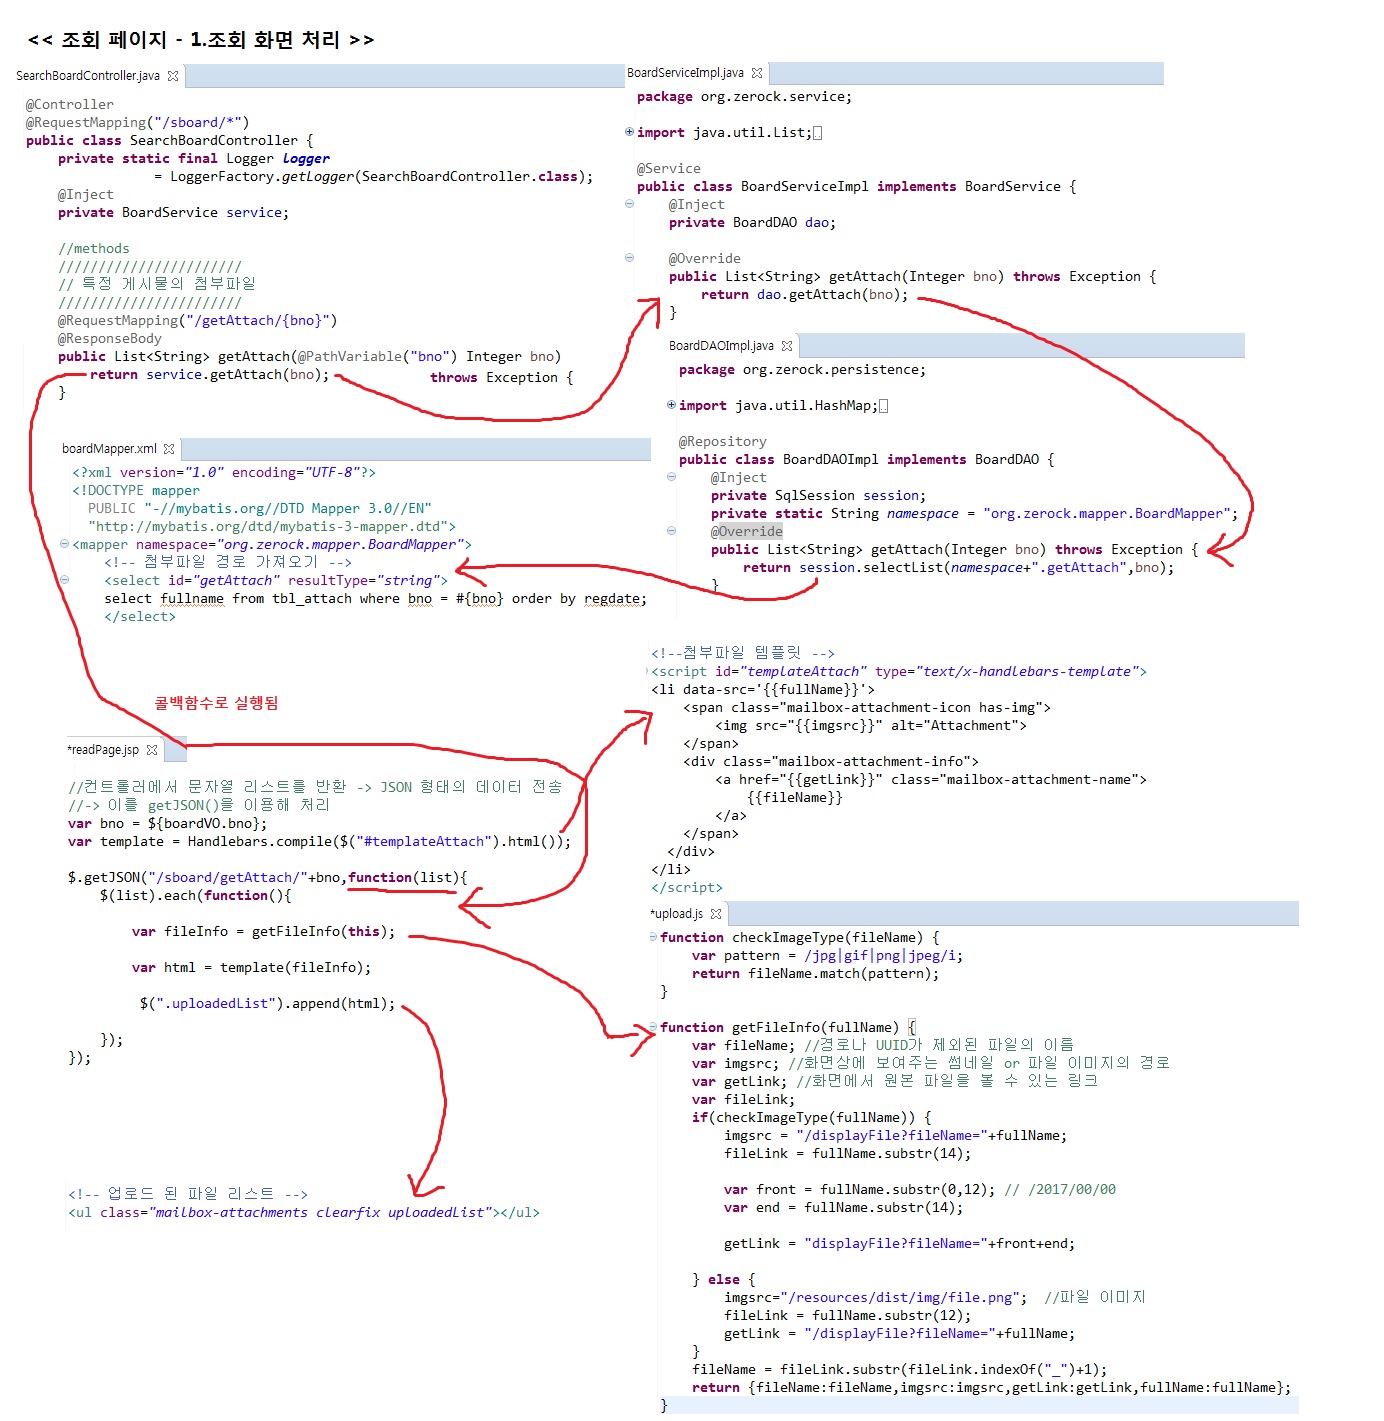 << 조회 페이지 - 1.조회 화면 처리 >>
SearchBoardController.java
@Controller
@RequestMapping("/sboard/*")
public class SearchBoardController {
private static final Logger logger
= LoggerFactory.getLogger(SearchBoardController.class);
@Inject
private BoardService service;
//methods
///////////////////////
// 특정 게시물의 첨부파일
///////////////////////
@RequestMapping("/getAttach/{bno}")
@ResponseBody
public List<String> getAttach(@PathVariable("bno") Integer bno)
throws Exception {
return service.getAttach(bno);
}
BoardServiceImpl.java
package org.zerock.service;
import java.util.List;
@Service
public class BoardServiceImpl implements BoardService {
@Inject
private BoardDAO dao;
@Override
public List<String> getAttach(Integer bno) throws Exception {
return dao.getAttach(bno);
}
BoardDAOImpl.java
package org.zerock.persistence;
import java.util.HashMap;
@Repository
public class BoardDAOImpl implements BoardDAO {
@Inject
private SqlSession session;
private static String namespace = "org.zerock.mapper.BoardMapper";
@Override
public List<String> getAttach(Integer bno) throws Exception {
return session.selectList(namespace+".getAttach",bno);
}
boardMapper.xml
<?xml version="1.0" encoding="UTF-8"?>
<!DOCTYPE mapper
PUBLIC "-//mybatis.org//DTD Mapper 3.0//EN"
"http://mybatis.org/dtd/mybatis-3-mapper.dtd">
<mapper namespace="org.zerock.mapper.BoardMapper">
<!-- 첨부파일 경로 가져오기 -->
<select id="getAttach" resultType="string">
select fullname from tbl_attach where bno = #{bno} order by regdate;
</select>
콜백함수로 실행됨
*readPage.jsp
//컨트롤러에서 문자열 리스트를 반환 -> JSON 형태의 데이터 전송
//-> 이를 getJSON()을 이용해 처리
var bno = ${boardVO.bno};
var template = Handlebars.compile($("#templateAttach").html());
$.getJSON("/sboard/getAttach/"+bno,function(list){
$(list).each(function(){
var fileInfo = getFileInfo(this);
var html = template(fileInfo);
$(".uploadedList").append(html);
});
});
<!-- 업로드 된 파일 리스트 -->
<ul class="mailbox-attachments clearfix uploadedList"></ul>
<!--첨부파일 템플릿 -->
<script id="templateAttach" type="text/x-handlebars-template">
<li data-src='{{fullName}}'>
<span class="mailbox-attachment-icon has-img">
<img src="{{imgsrc}}" alt="Attachment">
</span>
<div class="mailbox-attachment-info">
<a href="{{getLink}}" class="mailbox-attachment-name">
{{fileName}}
</a>
</span>
</div>
</li>
</script>
*upload.js
function checkImageType(fileName) {
var pattern = /jpg|gif|png|jpeg/i;
return fileName.match(pattern);
}
function getFileInfo(fullName) {
var fileName; //경로나 UUID가 제외된 파일의 이름
var imgsrc; //화면상에 보여주는 썸네일 or 파일 이미지의 경로
var getLink; //화면에서 원본 파일을 볼 수 있는 링크
var fileLink;
if(checkImageType(fullName)) {
imgsrc = "/displayFile?fileName="+fullName;
fileLink = fullName.substr(14);
var front = fullName.substr(0,12); // /2017/00/00
var end = fullName.substr(14);
getLink = "displayFile?fileName="+front+end;
} else {
imgsrc="/resources/dist/img/file.png"; //파일 이미지
fileLink = fullName.substr(12);
getLink = "/displayFile?fileName="+fullName;
}
fileName = fileLink.substr(fileLink.indexOf("_")+1);
return {fileName:fileName,imgsrc:imgsrc,getLink:getLink,fullName:fullName};
}